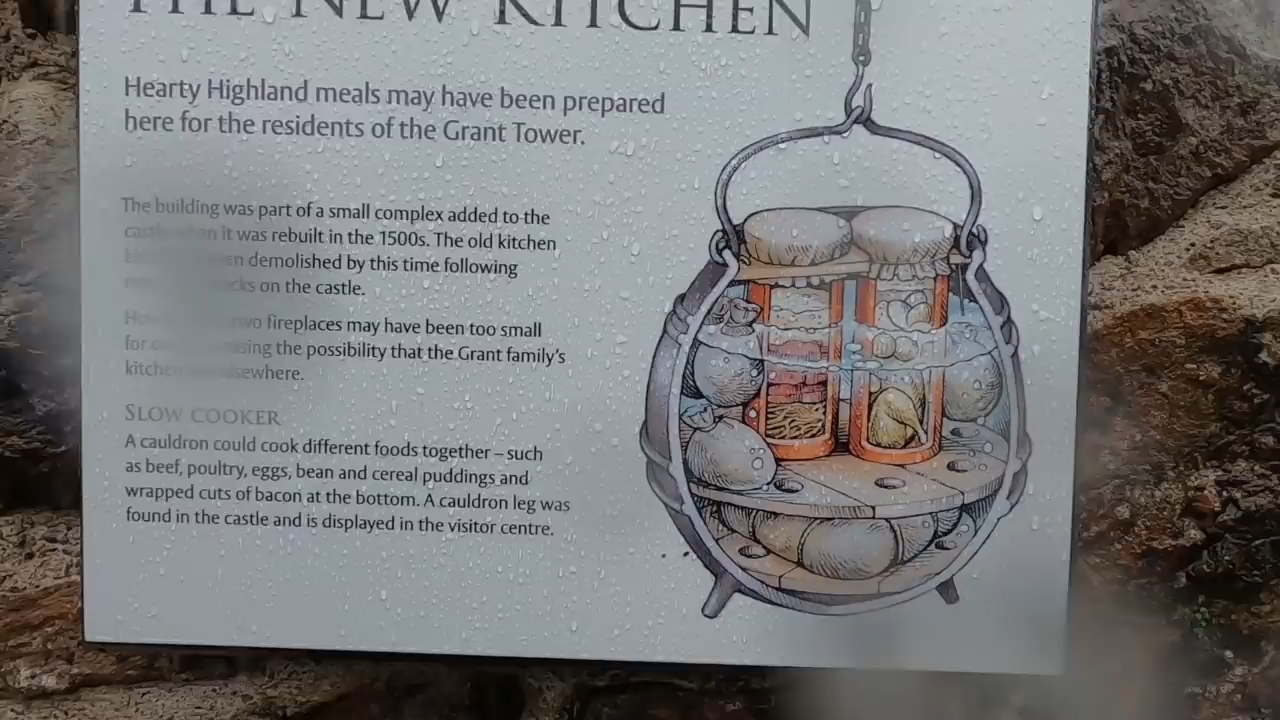 THE NEW KITCHEN
Hearty Highland meals may have been prepared
here for the residents of the Grant Tower.
The building was part of a small complex added to the
it was rebuilt in the 1500s. The old kitchen
demolished by this time following
on the castle.
two fireplaces may have been too small
for the possibility that the Grant family's
kitchen elsewhere.
SLOW COOKER
A cauldron could cook different foods together – such
as beef, poultry, eggs, bean and cereal puddings and
wrapped cuts of bacon at the bottom. A cauldron leg was
found in the castle and is displayed in the visitor centre.